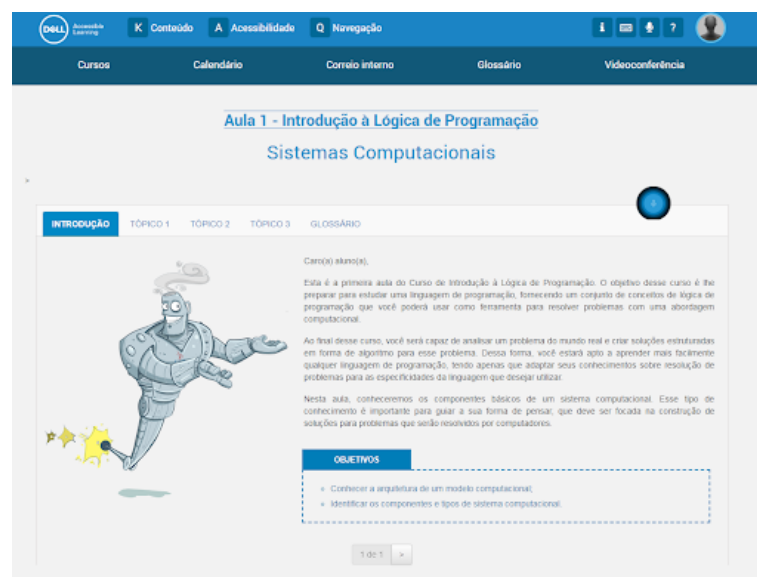 DELL Accessible Learning K Conteúdo A Acessibilidade Q Navegação i ?
Cursos Calendário Correio interno Glossário Videoconferência
Aula 1 - Introdução à Lógica de Programação
Sistemas Computacionais
>
INTRODUÇÃO TÓPICO 1 TÓPICO 2 TÓPICO 3 GLOSSÁRIO
Caro(a) aluno(a),
Esta é a primeira aula do Curso de Introdução à Lógica de Programação. O objetivo desse curso é lhe
preparar para estudar uma linguagem de programação, fornecendo um conjunto de conceitos de lógica de
programação que você poderá usar como ferramenta para resolver problemas com uma abordagem
computacional.
Ao final desse curso, você será capaz de analisar um problema do mundo real e criar soluções estruturadas
em forma de algoritmo para esse problema. Dessa forma, você estará apto a aprender mais facilmente
qualquer linguagem de programação, tendo apenas que adaptar seus conhecimentos sobre resolução de
problemas para as especificidades da linguagem que desejar utilizar.
Nesta aula, conheceremos os componentes básicos de um sistema computacional. Esse tipo de
conhecimento é importante para guiar a sua forma de pensar, que deve ser focada na construção de
soluções para problemas que serão resolvidos por computadores.
OBJETIVOS
Conhecer a arquitetura de um modelo computacional;
Identificar os componentes e tipos de sistema computacional.
1 de 1 >